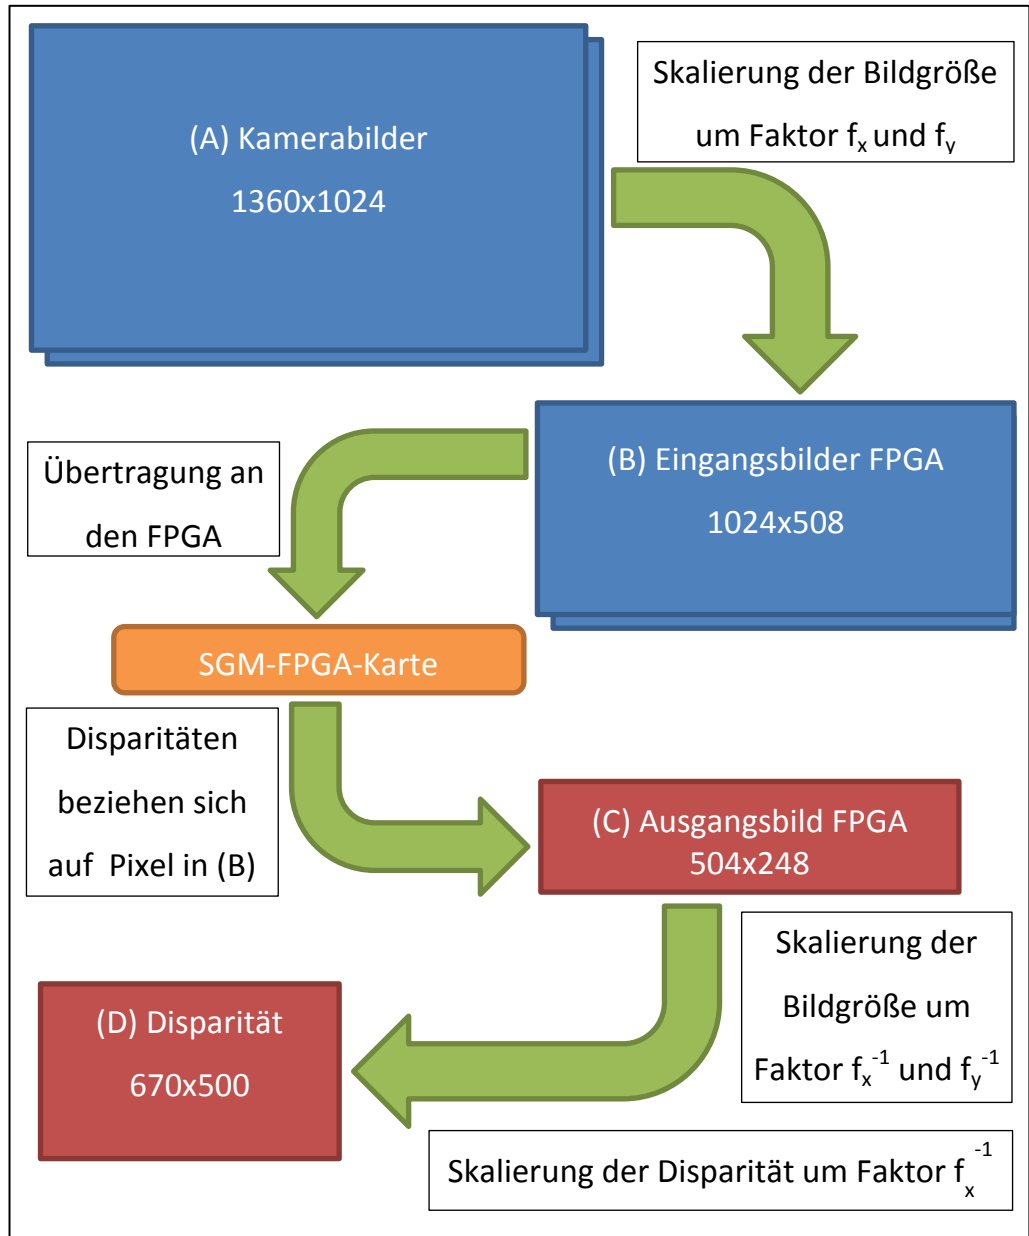 (A) Kamerabilder
1360x1024
Skalierung der Bildgröße
um Faktor fₓ und fᵧ
(B) Eingangsbilder FPGA
1024x508
Übertragung an
den FPGA
SGM-FPGA-Karte
Disparitäten
beziehen sich
auf Pixel in (B)
(C) Ausgangsbild FPGA
504x248
Skalierung der
Bildgröße um
Faktor fₓ⁻¹ und fᵧ⁻¹
(D) Disparität
670x500
Skalierung der Disparität um Faktor fₓ⁻¹